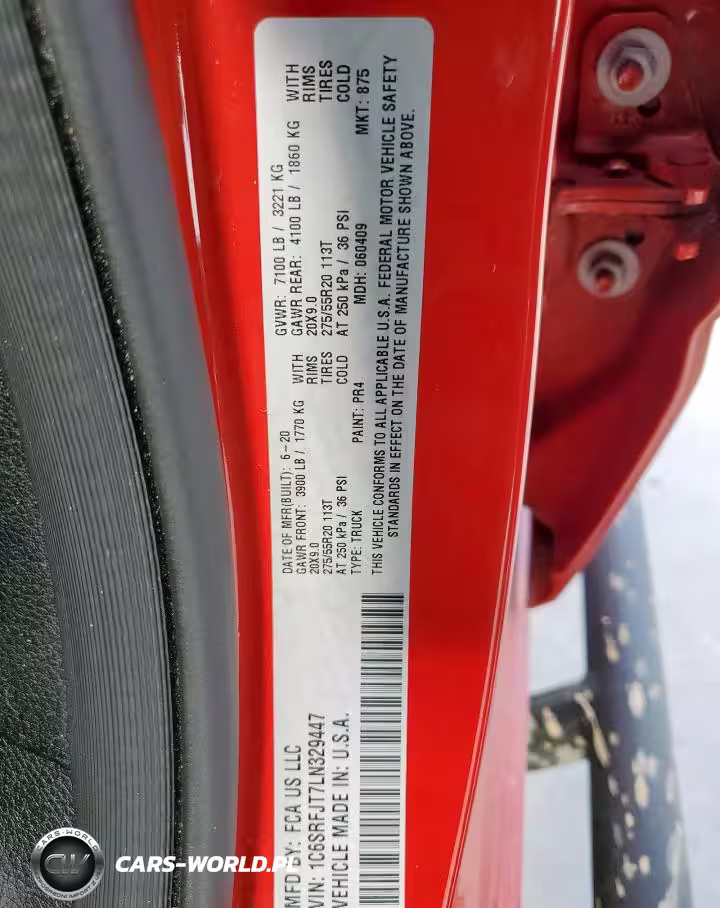 MFD BY: FCA US LLC
VIN: 1C6SRFJT7LN329447
VEHICLE MADE IN: U.S.A.
DATE OF MFR(BUILT): 6-20
GAWR FRONT: 3900 LB / 1770 KG WITH
20X9.0 RIMS
275/55R20 113T TIRES
AT 250 kPa / 36 PSI COLD
TYPE: TRUCK PAINT: PR4
GVWR: 7100 LB / 3221 KG
GAWR REAR: 4100 LB / 1860 KG WITH
20X9.0 RIMS
275/55R20 113T TIRES
AT 250 kPa / 36 PSI COLD
MDH: 060409 MKT: 875
THIS VEHICLE CONFORMS TO ALL APPLICABLE U.S.A. FEDERAL MOTOR VEHICLE SAFETY
STANDARDS IN EFFECT ON THE DATE OF MANUFACTURE SHOWN ABOVE.
CARS-WORLD
CW
CARS-WORLD.PL